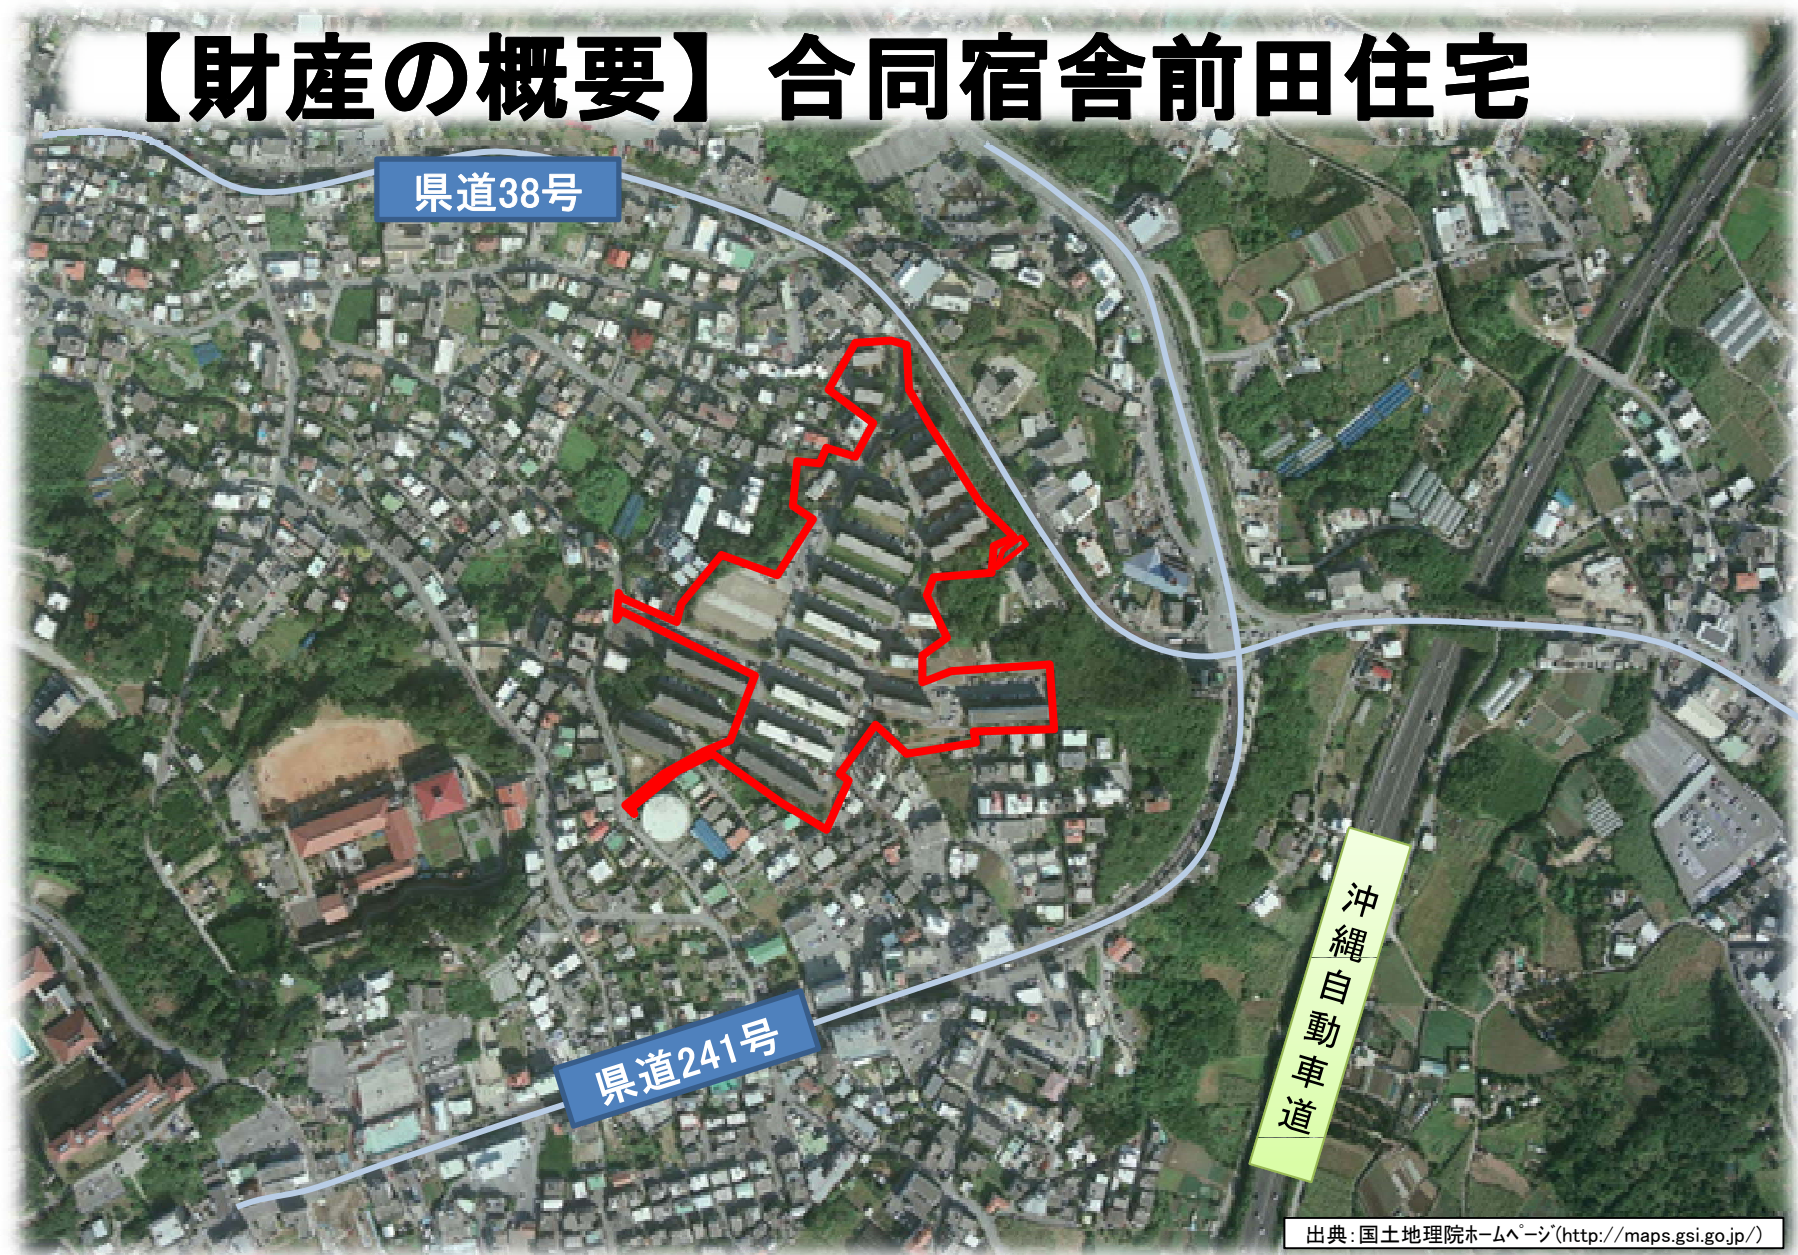 【財産の概要】合同宿舎前田住宅
県道38号
沖縄自動車道
県道241号
出典：国土地理院ホームページ(http://maps.gsi.go.jp/)